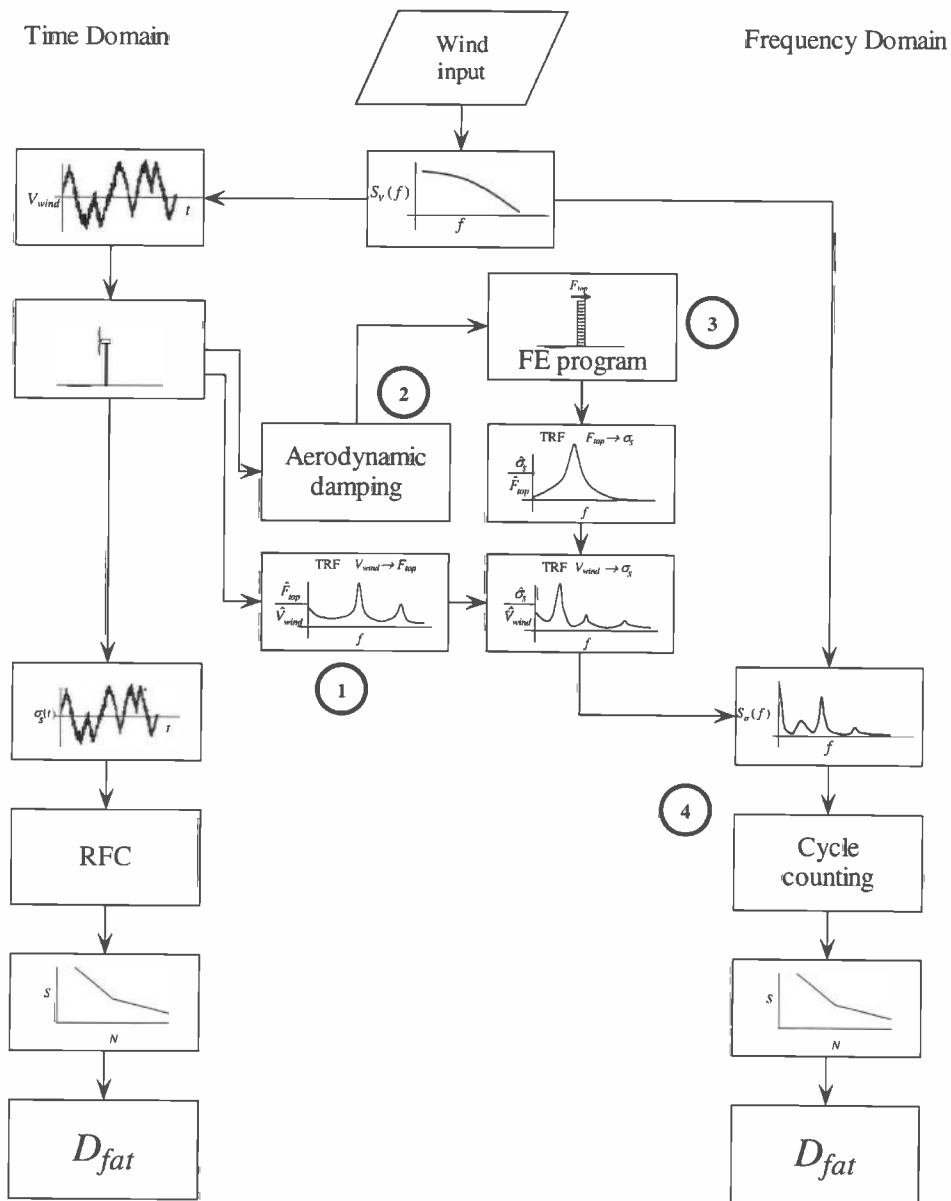 Time Domain
Wind
input
Frequency Domain
V_wind
t
S_V(f)
f
F_top
FE program
3
2
Aerodynamic
damping
TRF F_top → σ_s
σ̂_s
F̂_top
f
TRF V_wind → F_top
F̂_top
V̂_wind
f
TRF V_wind → σ_s
σ̂_s
V̂_wind
f
1
σ_s(t)
t
S_σ(f)
f
4
RFC
Cycle
counting
S
N
S
N
D_fat
D_fat